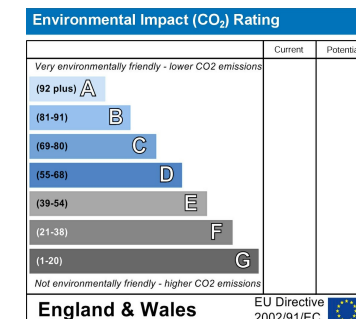 Environmental Impact (CO₂) Rating
Current Potentia
Very environmentally friendly - lower CO2 emissions
(92 plus) A
(81-91) B
(69-80) C
(55-68) D
(39-54) E
(21-38) F
(1-20) G
Not environmentally friendly - higher CO2 emissions
England & Wales
EU Directive
2002/91/EC